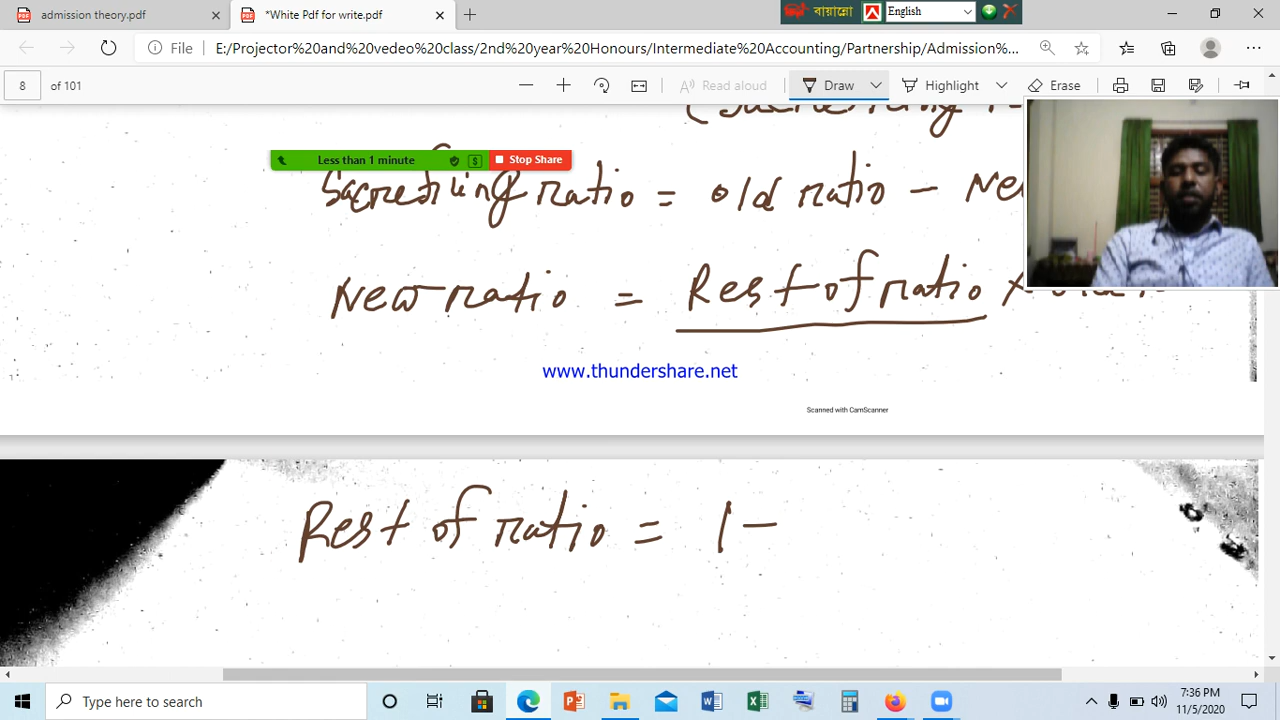 admission by myself.pdf
*White Pdf for write.pdf
বায়ান্নো English
File E:/Projector%20and%20vedeo%20class/2nd%20year%20Honours/Intermediate%20Accounting/Partnership/Admission%...
8 of 101 Read aloud Draw Highlight Erase
Less than 1 minute Stop Share
Sacrificing ratio = old ratio - Ne
New ratio = Rest of ratio x
www.thundershare.net
Scanned with CamScanner
Rest of ratio = 1 -
Type here to search
7:36 PM
11/5/2020